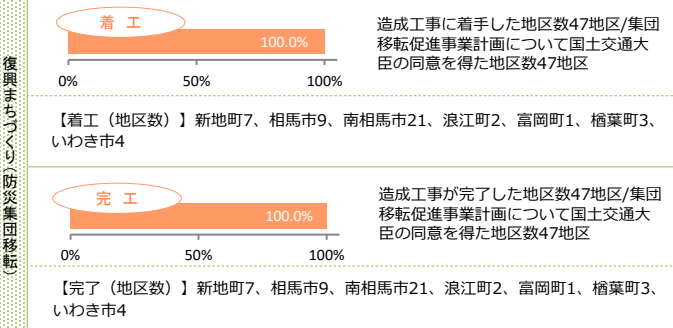 復興まちづくり（防災集団移転）
着 工
100.0%
0% 50% 100%
造成工事に着手した地区数47地区/集団
移転促進事業計画について国土交通大
臣の同意を得た地区数47地区
【着工（地区数）】新地町7、相馬市9、南相馬市21、浪江町2、富岡町1、楢葉町3、
いわき市4
完 工
100.0%
0% 50% 100%
造成工事が完了した地区数47地区/集団
移転促進事業計画について国土交通大
臣の同意を得た地区数47地区
【完了（地区数）】新地町7、相馬市9、南相馬市21、浪江町2、富岡町1、楢葉町3、
いわき市4